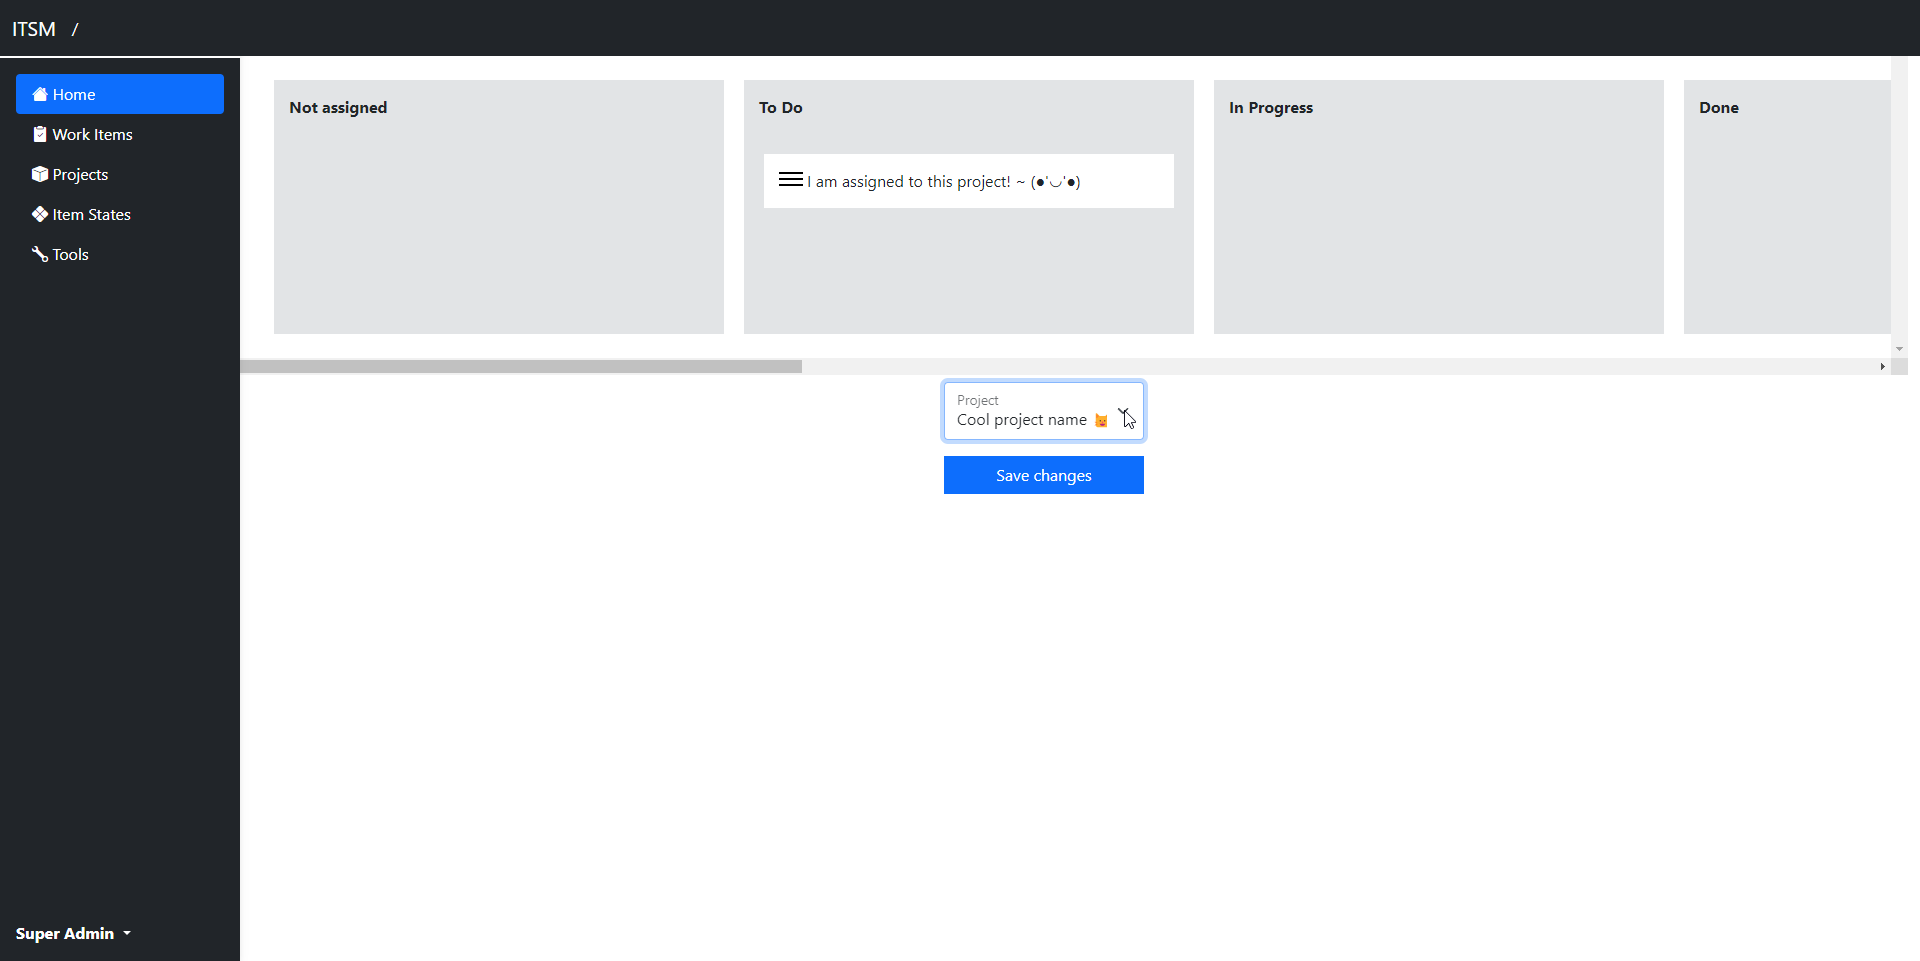 ITSM /
Home
Work Items
Projects
Item States
Tools
Super Admin
Not assigned
To Do
I am assigned to this project! ~ (●'◡'●)
In Progress
Done
Project
Cool project name 😺
Save changes